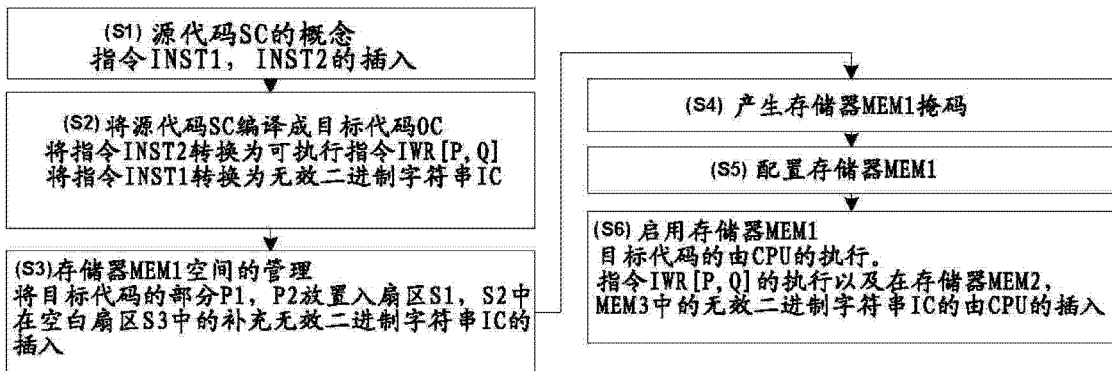 (S1) 源代码SC的概念
指令INST1, INST2的插入
(S2) 将源代码SC编译成目标代码OC
将指令INST2转换为可执行指令IWR[P,Q]
将指令INST1转换为无效二进制字符串IC
(S3)存储器MEM1空间的管理
将目标代码的部分P1, P2放置入扇区S1, S2中
在空白扇区S3中的补充无效二进制字符串IC的
插入
(S4) 产生存储器MEM1掩码
(S5) 配置存储器MEM1
(S6) 启用存储器MEM1
目标代码的由CPU的执行。
指令IWR[P,Q]的执行以及在存储器MEM2,
MEM3中的无效二进制字符串IC的由CPU的插入